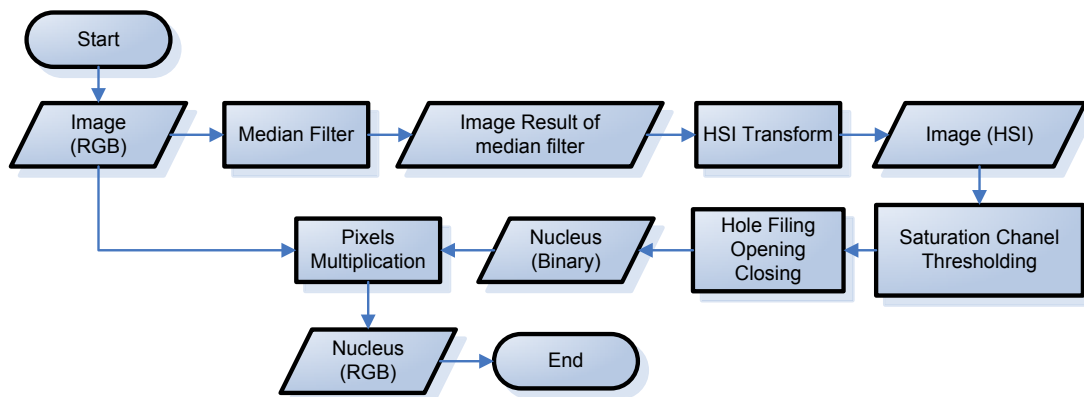 Start
Image
(RGB)
Median Filter
Image Result of
median filter
HSI Transform
Image (HSI)
Saturation Chanel
Thresholding
Hole Filing
Opening
Closing
Nucleus
(Binary)
Pixels
Multiplication
Nucleus
(RGB)
End